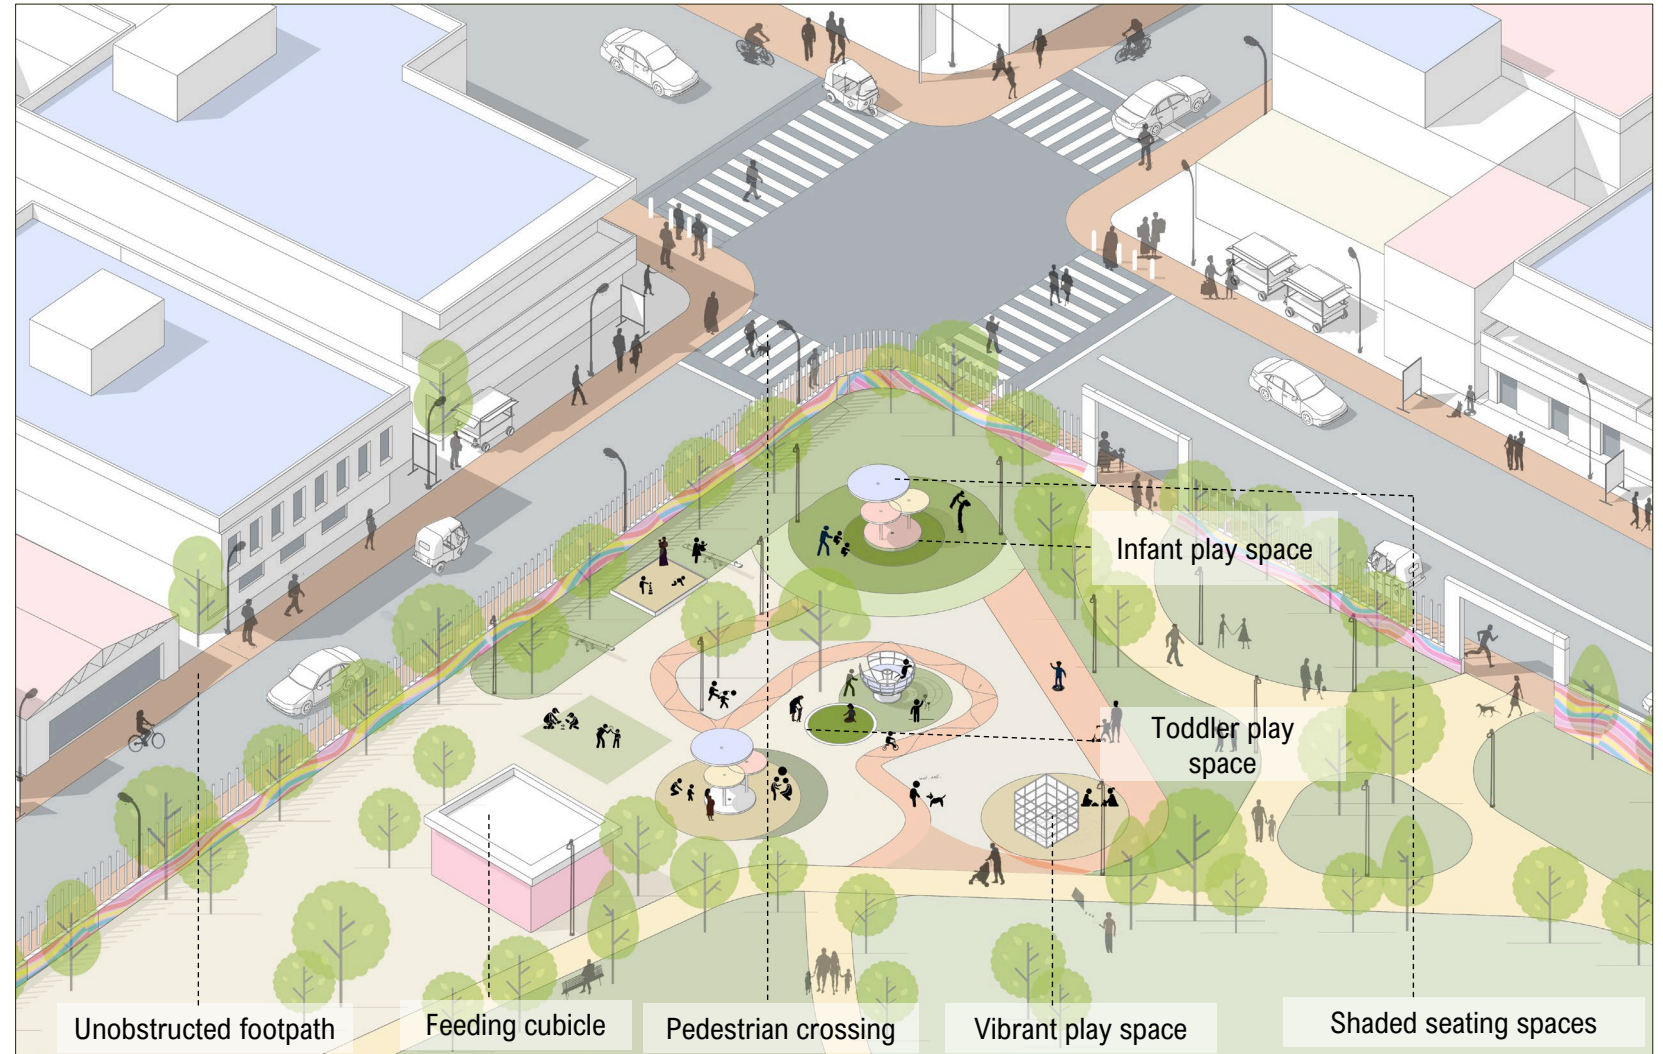 Infant play space
Toddler play
space
Unobstructed footpath
Feeding cubicle
Pedestrian crossing
Vibrant play space
Shaded seating spaces